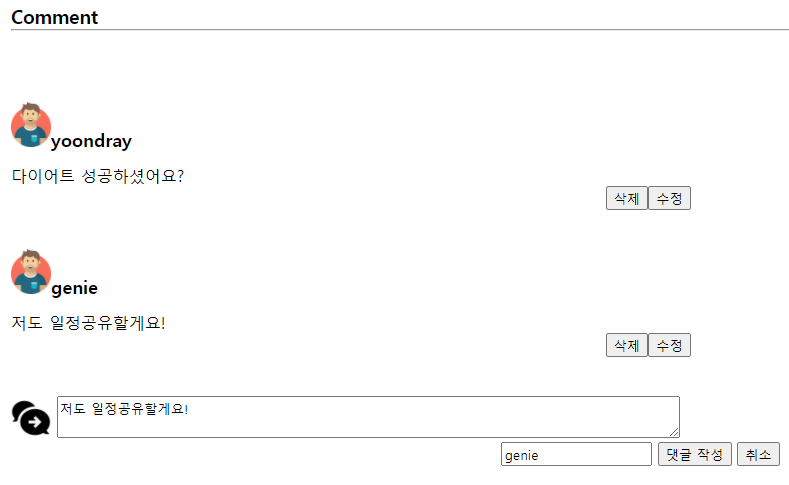 Comment
yoondray
다이어트 성공하셨어요?
삭제 수정
genie
저도 일정공유할게요!
삭제 수정
저도 일정공유할게요!
genie 댓글 작성 취소